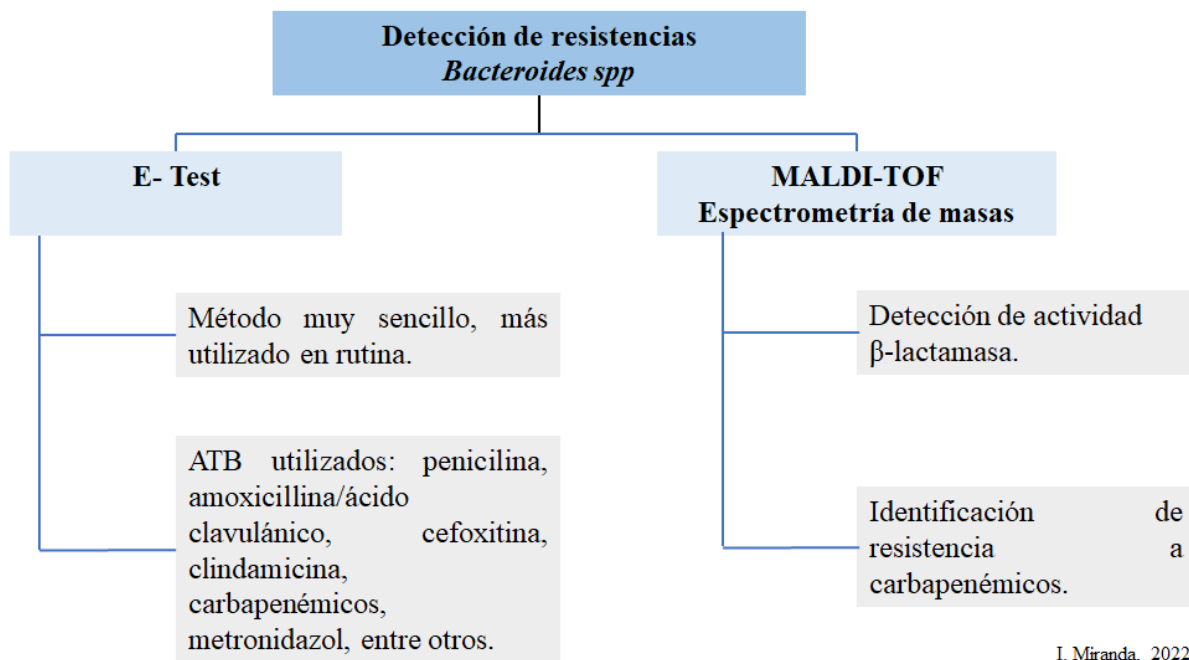 Detección de resistencias
Bacteroides spp
E- Test
MALDI-TOF
Espectrometría de masas
Método muy sencillo, más
utilizado en rutina.
Detección de actividad
β-lactamasa.
ATB utilizados: penicilina,
amoxicillina/ácido
clavulánico, cefoxitina,
clindamicina,
carbapenémicos,
metronidazol, entre otros.
Identificación de
resistencia a
carbapenémicos.
I. Miranda, 2022